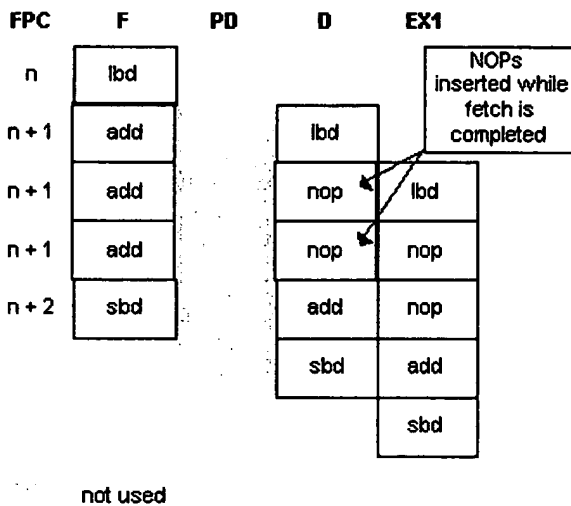 FPC F PD D EX1
n lbd
NOPs
inserted while
fetch is
completed
n + 1 add lbd
n + 1 add nop lbd
n + 1 add nop nop
n + 2 sbd add nop
sbd add
sbd
not used